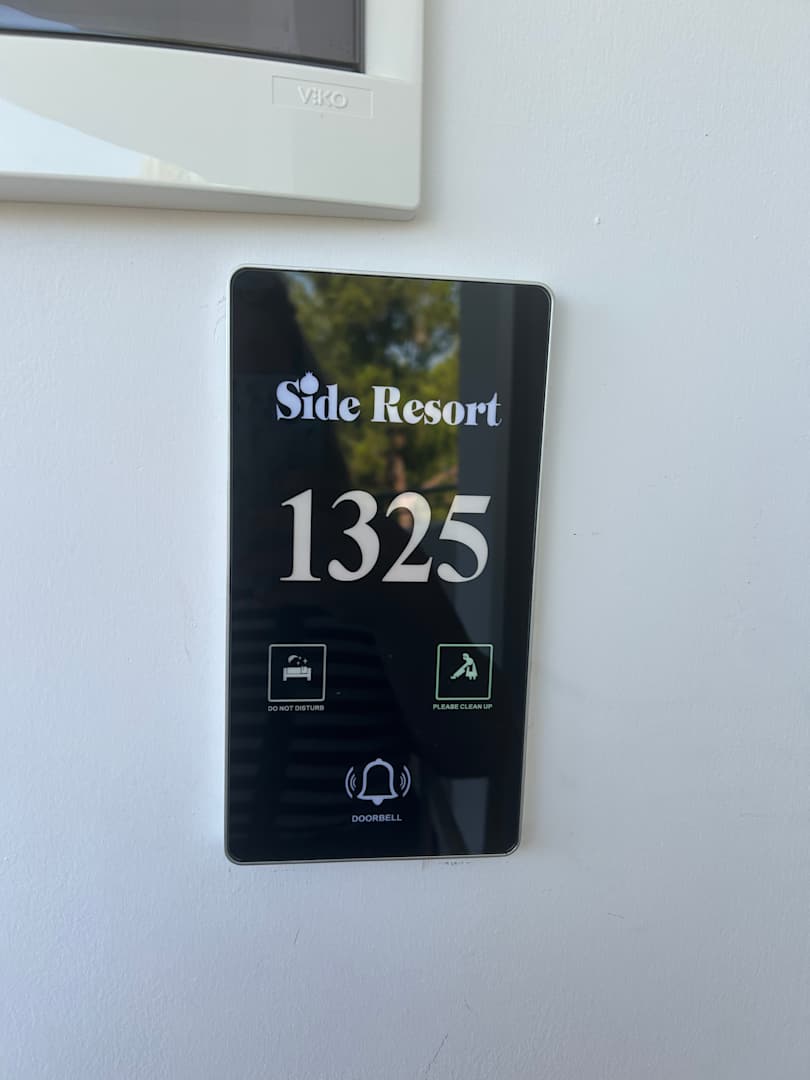 VIKO
Side Resort
1325
DO NOT DISTURB
PLEASE CLEAN UP
DOORBELL